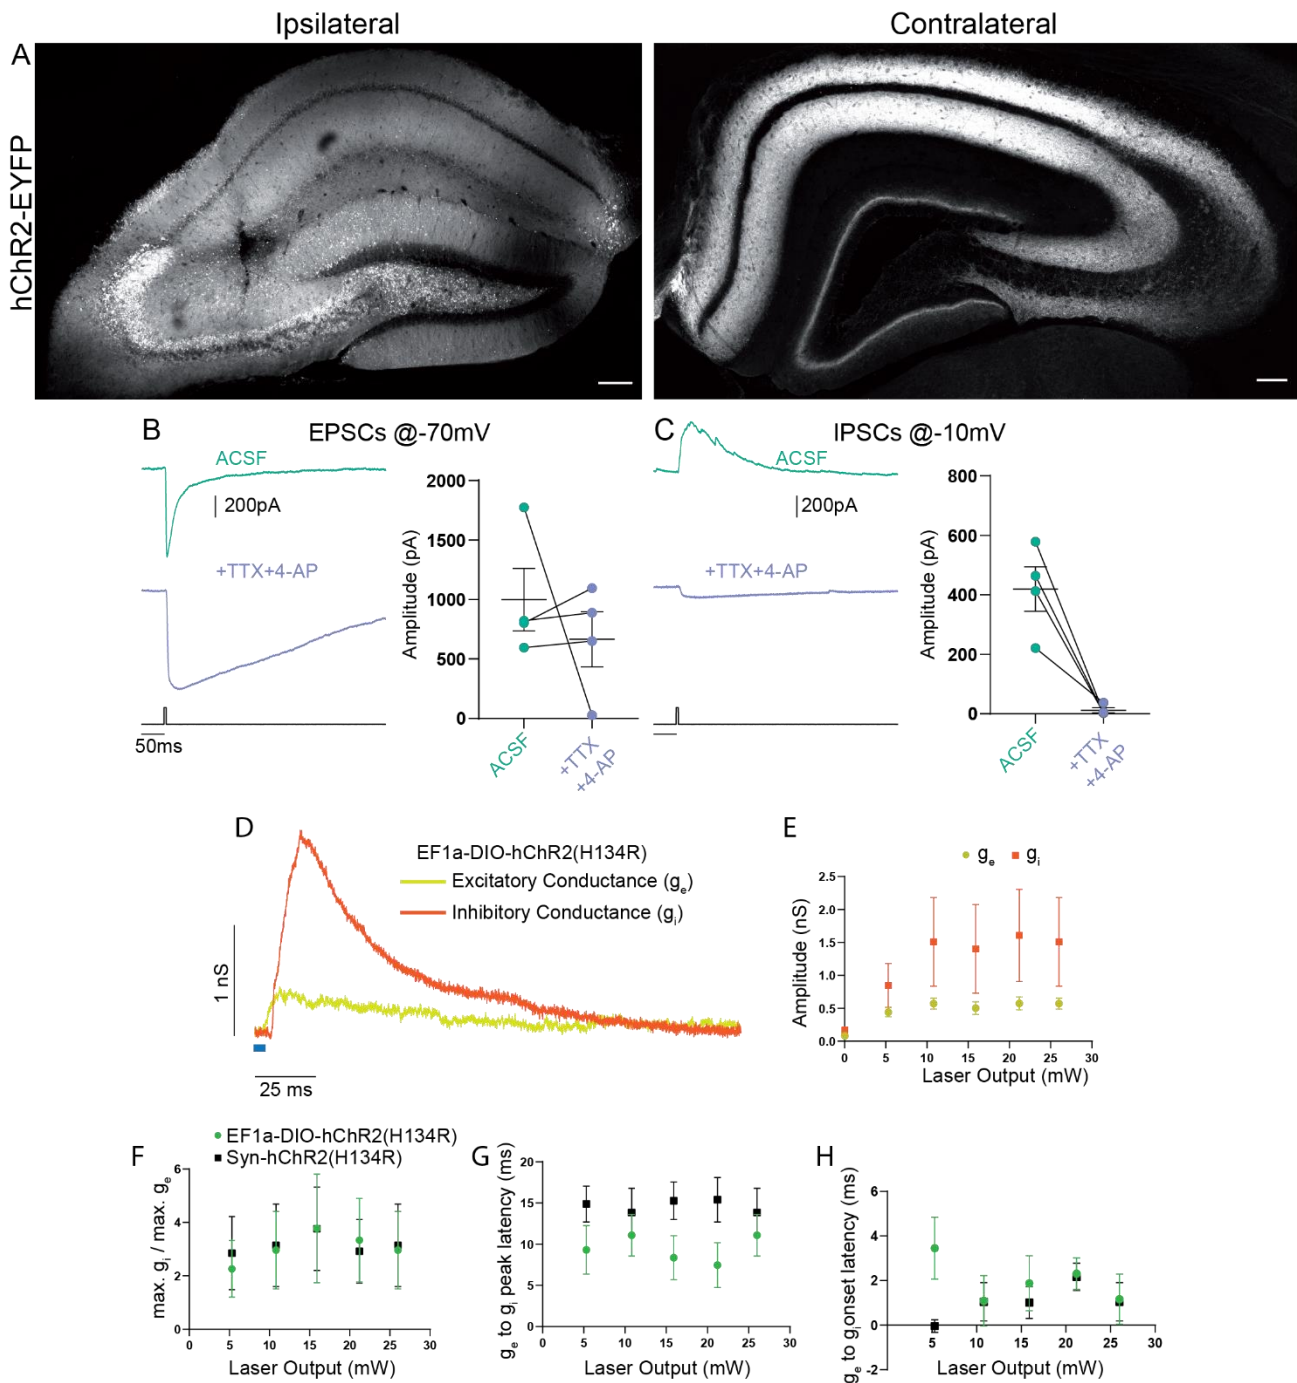 Ipsilateral
Contralateral
A
hChR2-EYFP
B
EPSCs @-70mV
ACSF
200pA
+TTX+4-AP
50ms
Amplitude (pA)
2000
1500
1000
500
0
ACSF
+TTX
+4-AP
C
IPSCs @-10mV
ACSF
200pA
+TTX+4-AP
Amplitude (pA)
800
600
400
200
0
ACSF
+TTX
+4-AP
D
EF1a-DIO-hChR2(H134R)
Excitatory Conductance (ge)
Inhibitory Conductance (gi)
1 nS
25 ms
E
ge gi
Amplitude (nS)
2.5
2.0
1.5
1.0
0.5
0.0
0 5 10 15 20 25 30
Laser Output (mW)
EF1a-DIO-hChR2(H134R)
Syn-hChR2(H134R)
F
max. gi / max. ge
6
4
2
0
0 5 10 15 20 25 30
Laser Output (mW)
G
ge to gi peak latency (ms)
20
15
10
5
0
0 5 10 15 20 25 30
Laser Output (mW)
H
ge to gi onset latency (ms)
6
4
2
0
-2
5 10 15 20 25 30
Laser Output (mW)